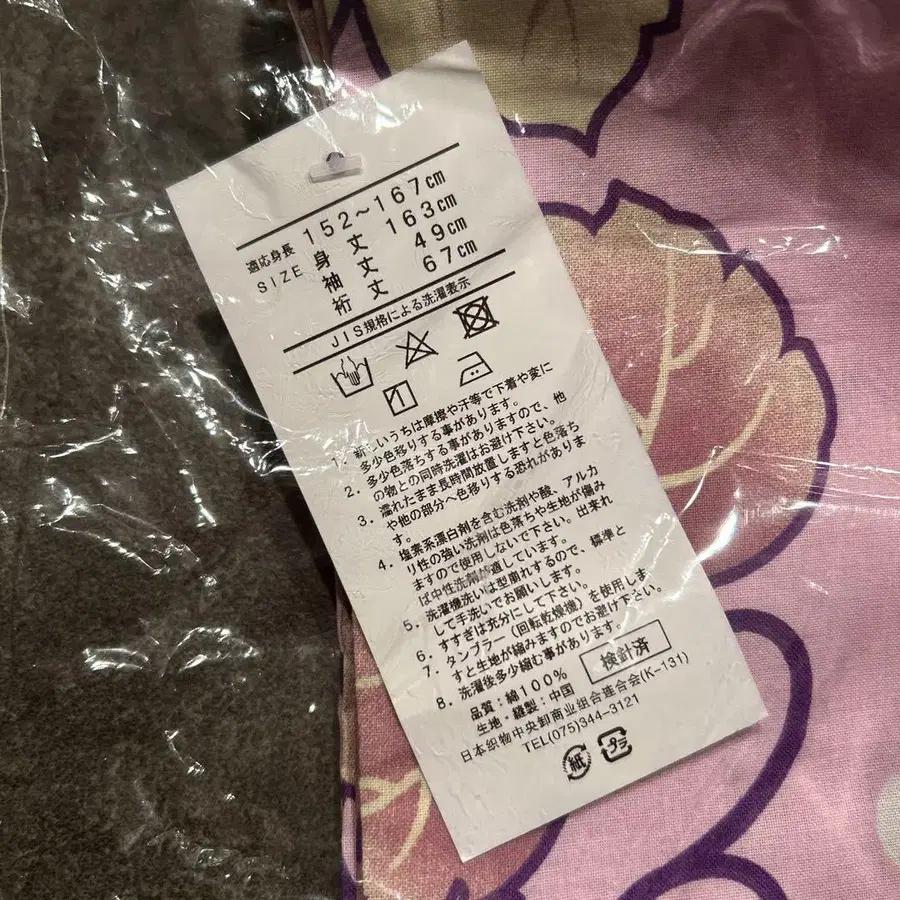 適応身長 152～167cm
SIZE 身丈 163cm
袖丈 49cm
裄丈 67cm
JIS規格による洗濯表示
1. 新しいうちは摩擦や汗等で下着や変に
多少色移りする事があります。
2. 多少色落ちする事がありますので、他
の物との同時洗濯はお避け下さい。
3. 濡れたまま長時間放置しますと色落ち
や他の部分へ色移りする恐れがありま
す。
4. 塩素系漂白剤を含む洗剤や酸、アルカ
リ性の強い洗剤は色落ちや生地が傷み
ますので使用しないで下さい。出来れ
ば中性洗剤が適しています。
5. 洗濯機洗いは型崩れするので、標準と
して手洗いでお願いします。
6. すすぎは充分にして下さい。
7. タンブラー(回転乾燥機)を使用しま
すと生地が縮みますのでお避け下さい。
8. 洗濯後多少縮む事があります。
品質：綿100%
生地・縫製：中国
検針済
日本織物中央卸商業組合連合会(K-131)
TEL(075)344-3121
紙 プラ